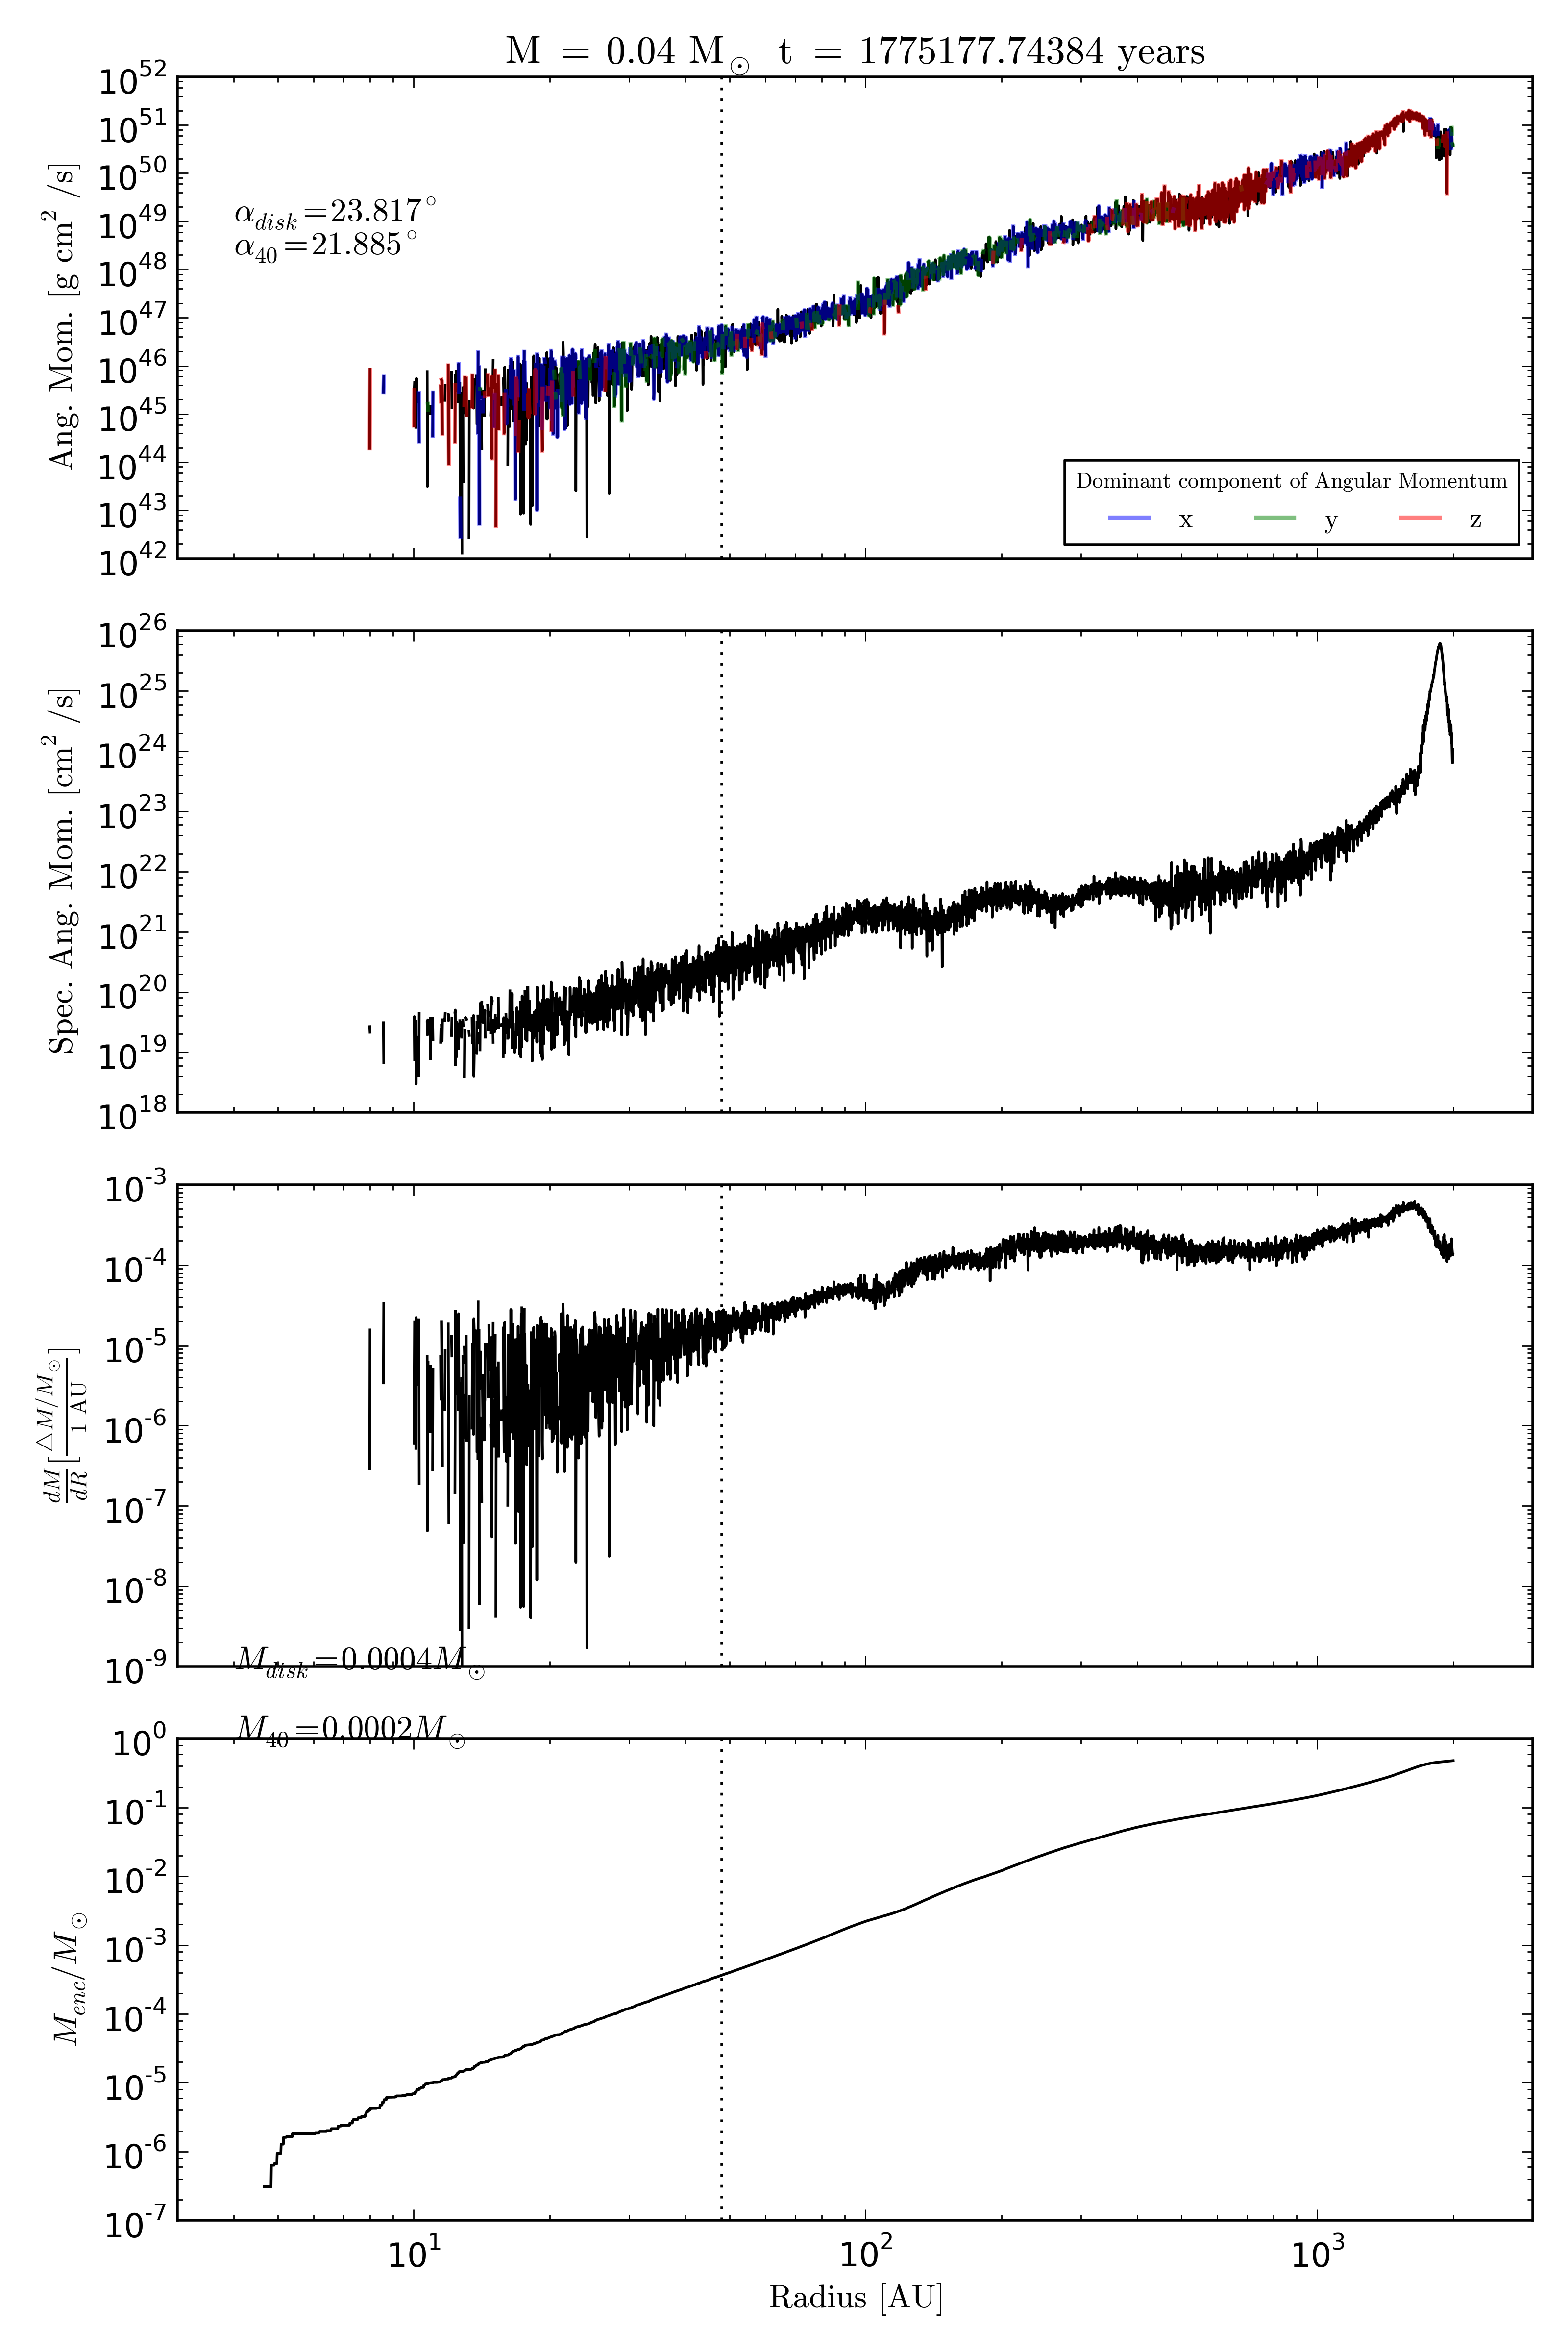 M = 0.04 M⊙ t = 1775177.74384 years
10^52
10^51
10^50
10^49
10^48
10^47
10^46
10^45
10^44
10^43
10^42
Ang. Mom. [g cm^2 /s]
α_disk=23.817°
α_40=21.885°
Dominant component of Angular Momentum
x y z
10^26
10^25
10^24
10^23
10^22
10^21
10^20
10^19
10^18
Spec. Ang. Mom. [cm^2 /s]
10^-3
10^-4
10^-5
10^-6
10^-7
10^-8
10^-9
dM/dR [△M/M⊙ / 1 AU]
M_disk=0.0004M⊙
M_40=0.0002M⊙
10^0
10^-1
10^-2
10^-3
10^-4
10^-5
10^-6
10^-7
M_enc/M⊙
10^1 10^2 10^3
Radius [AU]